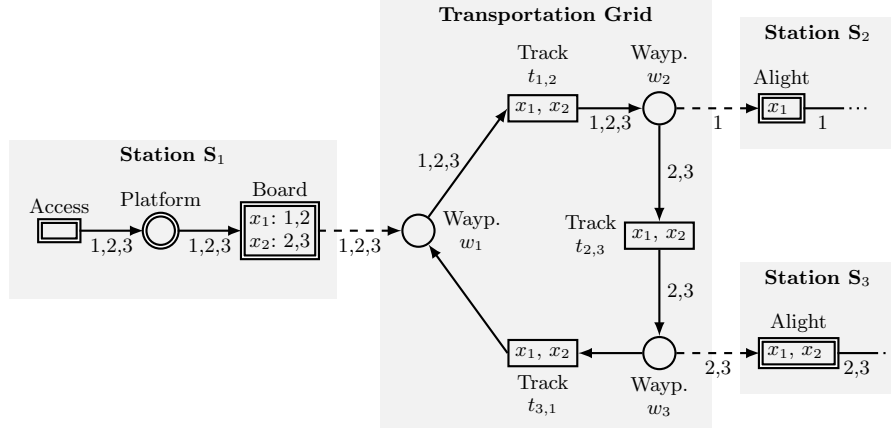 Transportation Grid
Station S₂
Track
t₁,₂
Wayp.
w₂
Alight
x₁, x₂
x₁
1,2,3
1
1
...
Station S₁
1,2,3
2,3
Access
Platform
Board
x₁: 1,2
x₂: 2,3
1,2,3
1,2,3
1,2,3
Wayp.
w₁
Track
t₂,₃
x₁, x₂
Station S₃
2,3
Alight
x₁, x₂
x₁, x₂
2,3
2,3
...
Track
t₃,₁
Wayp.
w₃